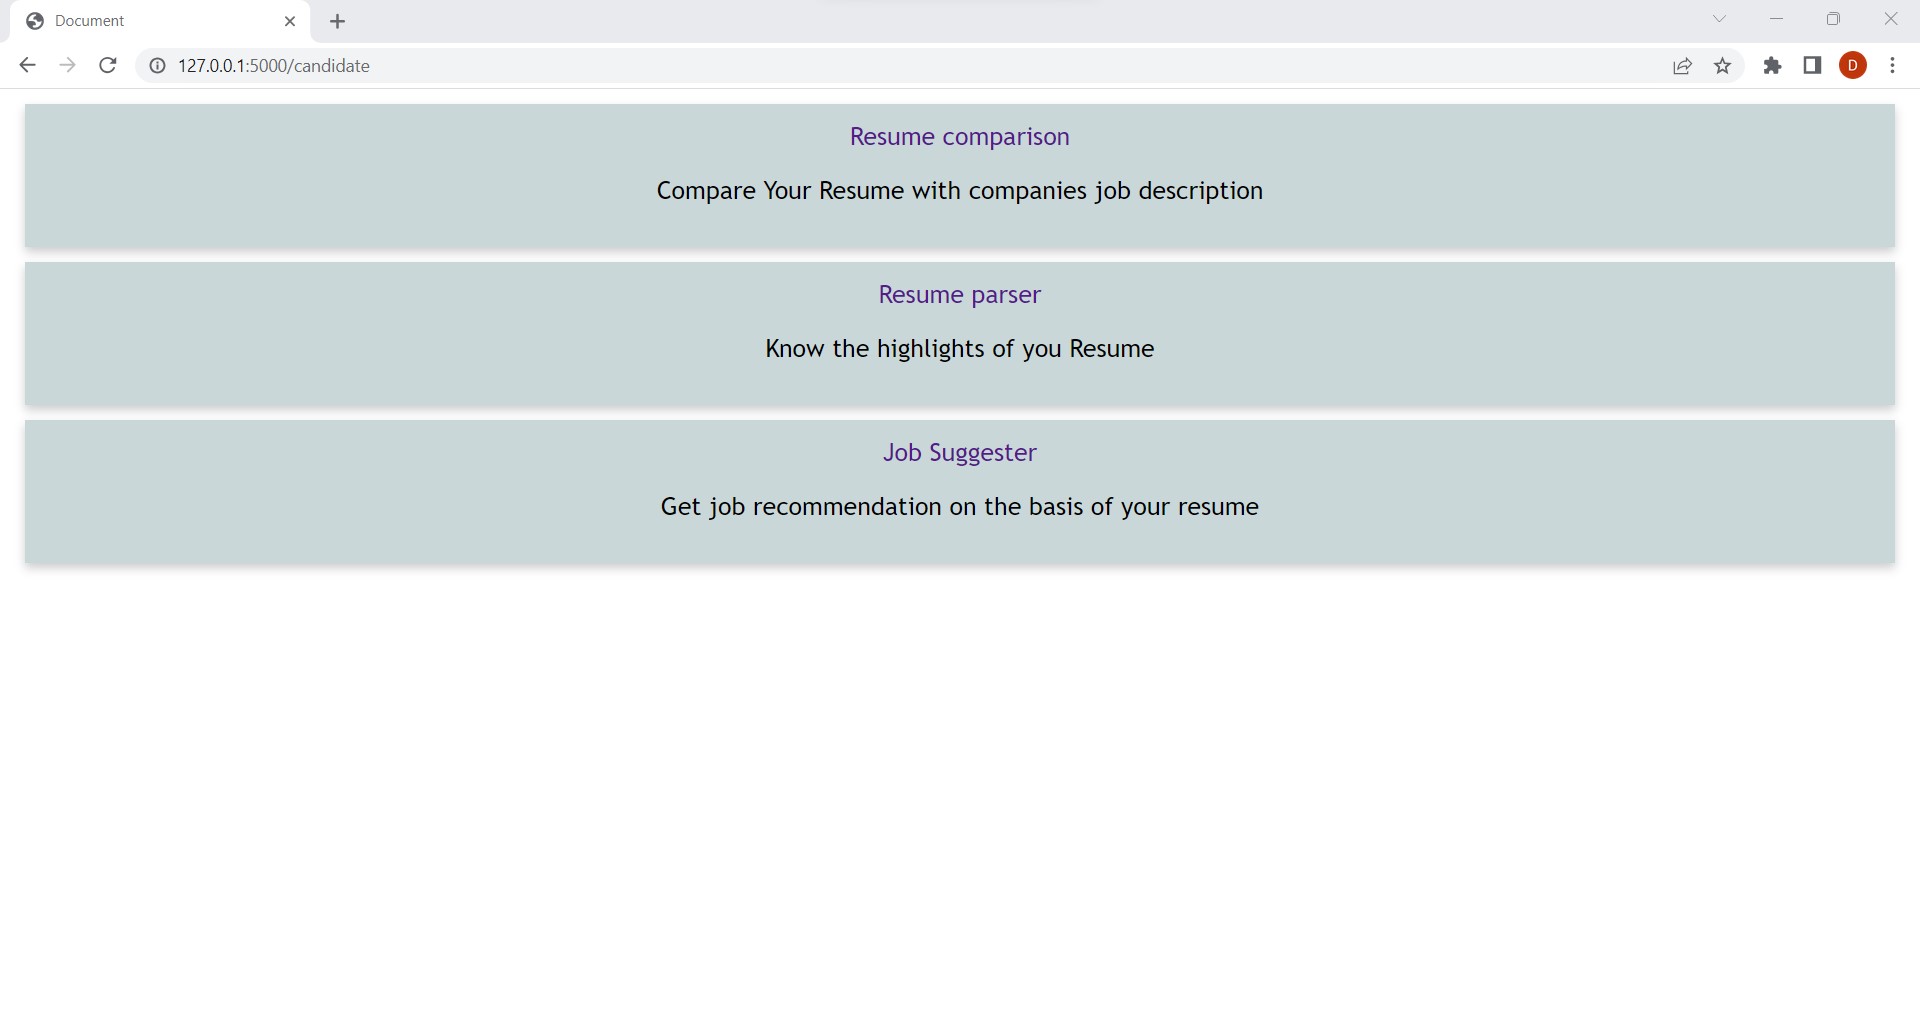 Document
127.0.0.1:5000/candidate
D
Resume comparison
Compare Your Resume with companies job description
Resume parser
Know the highlights of you Resume
Job Suggester
Get job recommendation on the basis of your resume